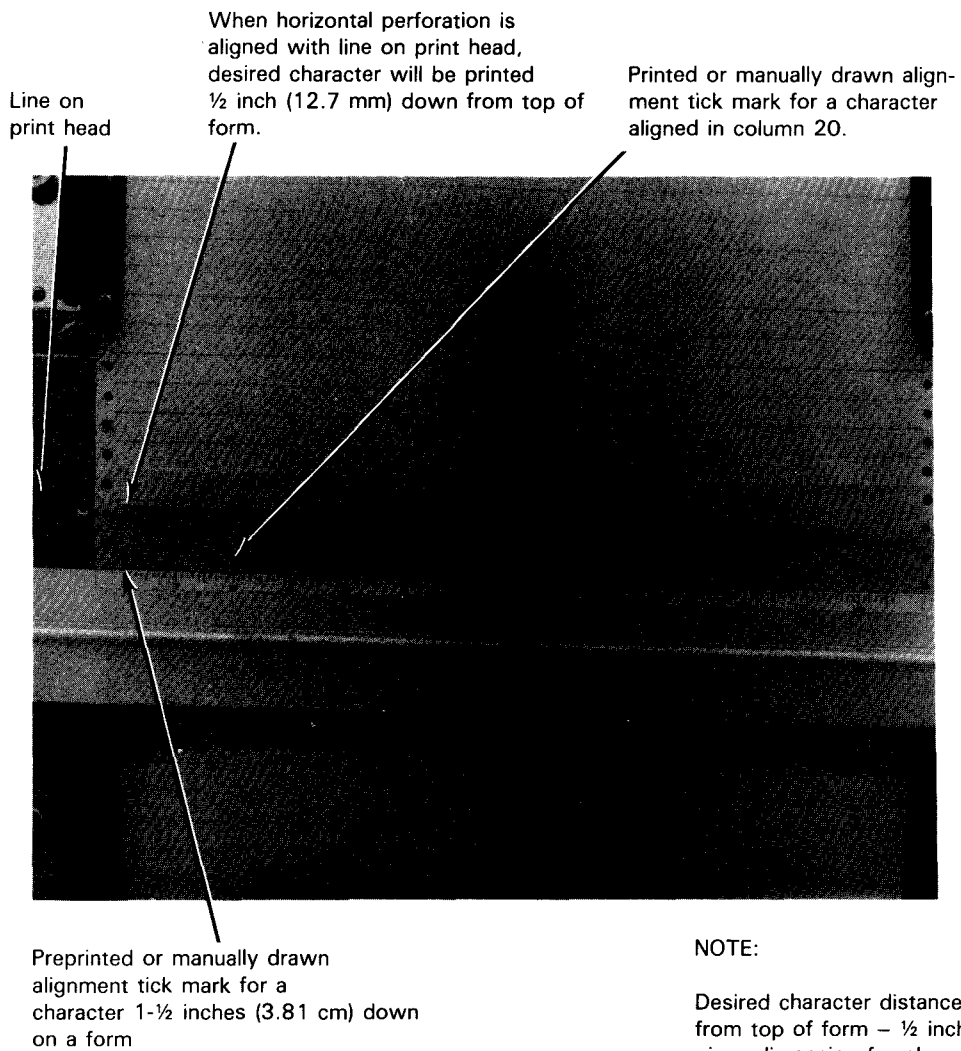 When horizontal perforation is
aligned with line on print head,
desired character will be printed
½ inch (12.7 mm) down from top of
form.
Line on
print head
Printed or manually drawn align-
ment tick mark for a character
aligned in column 20.
Preprinted or manually drawn
alignment tick mark for a
character 1-½ inches (3.81 cm) down
on a form
NOTE:
Desired character distance
from top of form – ½ inch